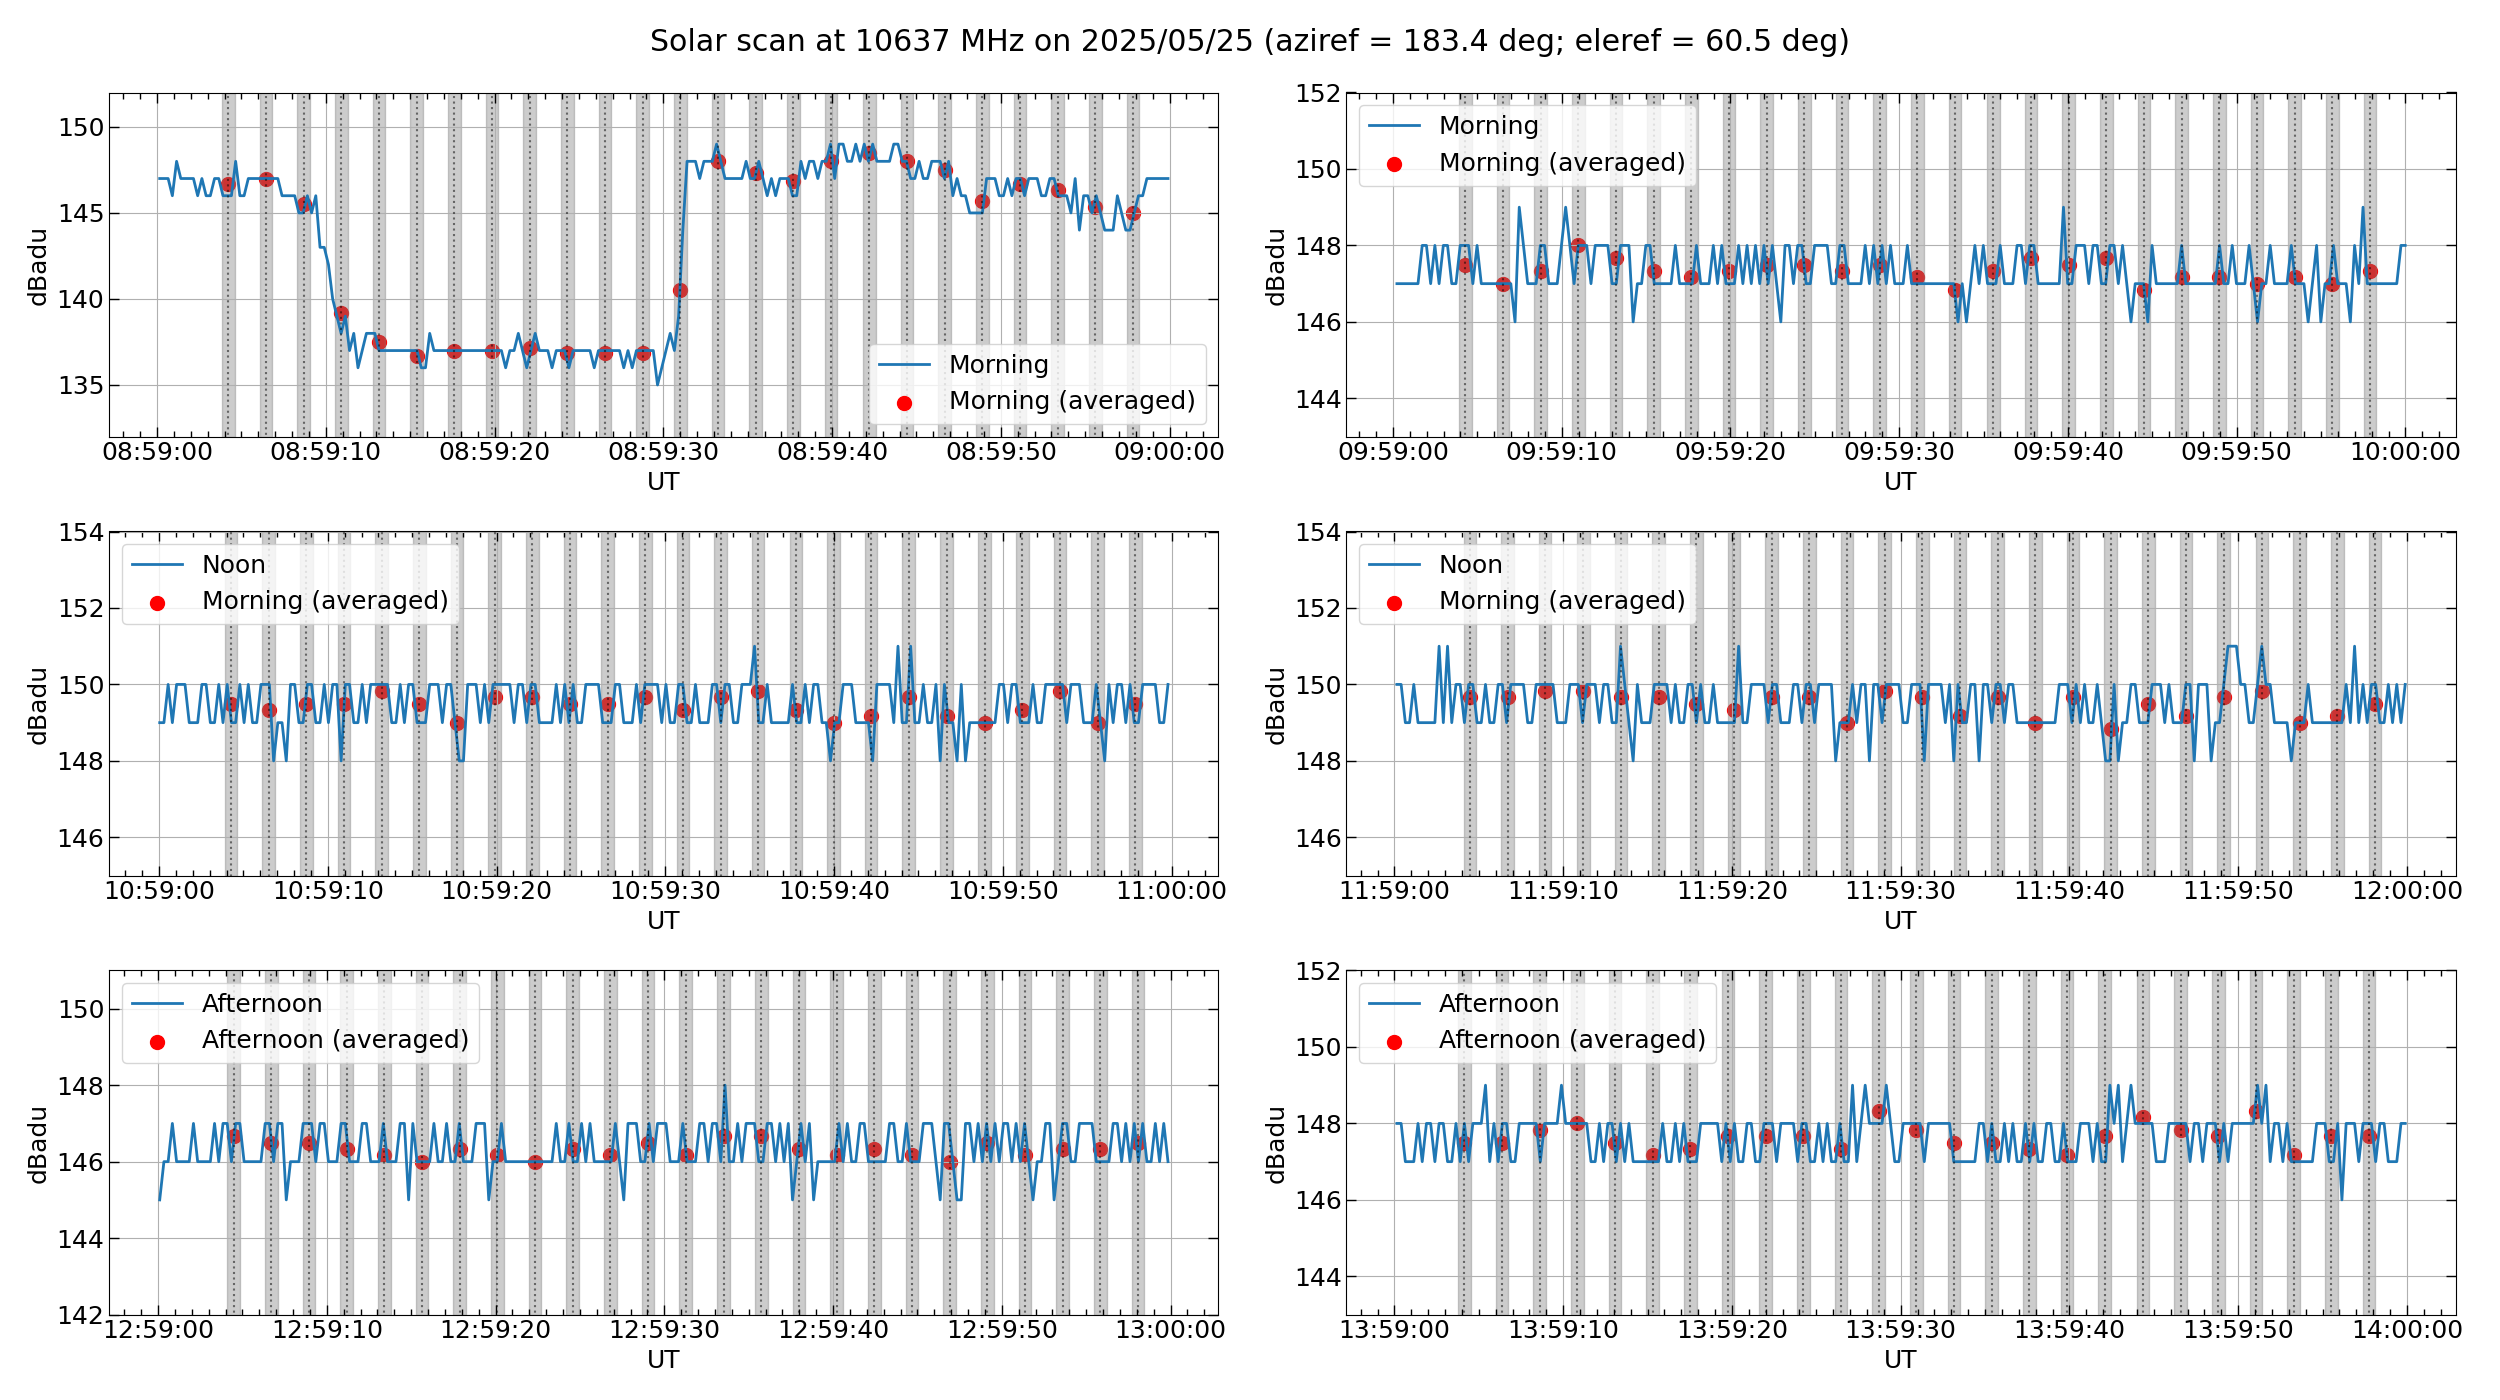 Solar scan at 10637 MHz on 2025/05/25 (aziref = 183.4 deg; eleref = 60.5 deg)
dBadu
150
145
140
135
Morning
Morning (averaged)
08:59:00 08:59:10 08:59:20 08:59:30 08:59:40 08:59:50 09:00:00
UT
dBadu
152
150
148
146
144
Morning
Morning (averaged)
09:59:00 09:59:10 09:59:20 09:59:30 09:59:40 09:59:50 10:00:00
UT
dBadu
154
152
150
148
146
Noon
Morning (averaged)
10:59:00 10:59:10 10:59:20 10:59:30 10:59:40 10:59:50 11:00:00
UT
dBadu
154
152
150
148
146
Noon
Morning (averaged)
11:59:00 11:59:10 11:59:20 11:59:30 11:59:40 11:59:50 12:00:00
UT
dBadu
150
148
146
144
142
Afternoon
Afternoon (averaged)
12:59:00 12:59:10 12:59:20 12:59:30 12:59:40 12:59:50 13:00:00
UT
dBadu
152
150
148
146
144
Afternoon
Afternoon (averaged)
13:59:00 13:59:10 13:59:20 13:59:30 13:59:40 13:59:50 14:00:00
UT